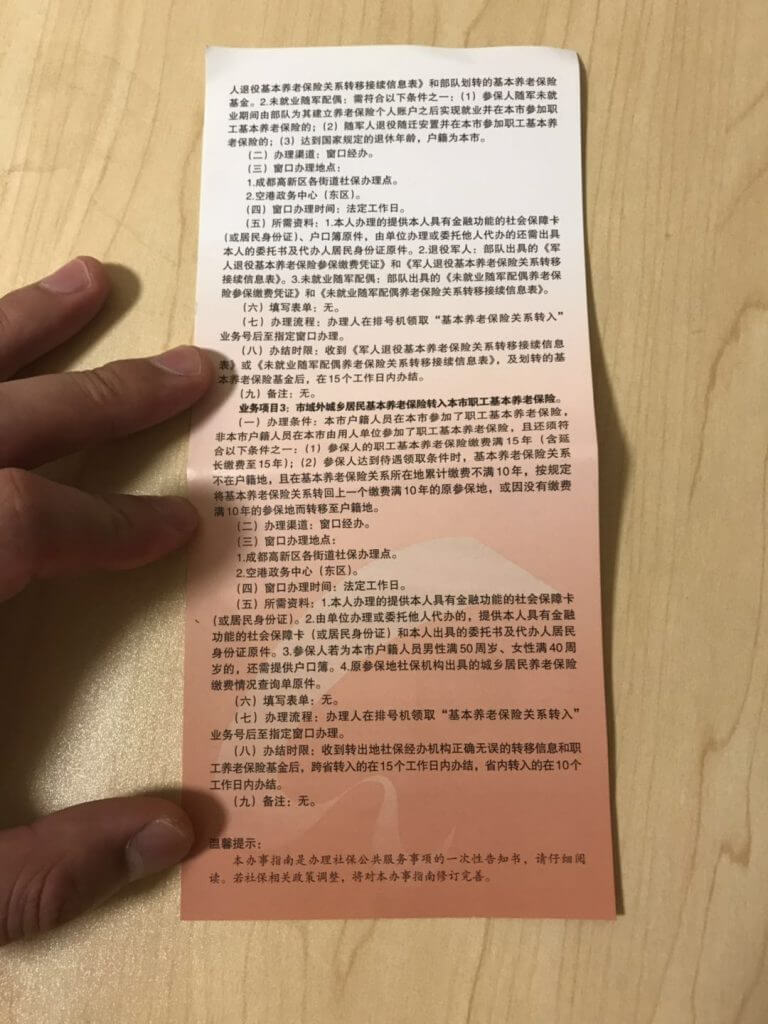 人退役基本养老保险关系转移接续信息表》和部队划转的基本养老保险
基金。2.未就业随军配偶：需符合以下条件之一：（1）参保人随军未就
业期间由部队为其建立养老保险个人账户之后实现就业并在本市参加职
工基本养老保险的；（2）随军人退役随迁安置并在本市参加职工基本养
老保险的；（3）达到国家规定的退休年龄，户籍为本市。
（二）办理渠道：窗口经办。
（三）窗口办理地点：
1.成都高新区各街道社保办理点。
2.空港政务中心（东区）。
（四）窗口办理时间：法定工作日。
（五）所需资料：1.本人办理的提供本人具有金融功能的社会保障卡
（或居民身份证）、户口簿原件，由单位办理或委托他人代办的还需出具
本人的委托书及代办人居民身份证原件。2.退役军人：部队出具的《军
人退役基本养老保险参保缴费凭证》和《军人退役基本养老保险关系转移
接续信息表》。3.未就业随军配偶：部队出具的《未就业随军配偶养老保
险参保缴费凭证》和《未就业随军配偶养老保险关系转移接续信息表》。
（六）填写表单：无。
（七）办理流程：办理人在排号机领取“基本养老保险关系转入”
业务号后至指定窗口办理。
（八）办结时限：收到《军人退役基本养老保险关系转移接续信息
表》或《未就业随军配偶养老保险关系转移接续信息表》，及划转的基
本养老保险基金后，在15个工作日内办结。
（九）备注：无。
业务项目3：市域外城乡居民基本养老保险转入本市职工基本养老保险。
（一）办理条件：本市户籍人员在本市参加了职工基本养老保险，
非本市户籍人员在本市由用人单位参加了职工基本养老保险，且还须符
合以下条件之一：（1）参保人的职工基本养老保险缴费满15年（含延
长缴费至15年）；（2）参保人达到待遇领取条件时，基本养老保险关系
不在户籍地，且在基本养老保险关系所在地累计缴费不满10年，按规定
将基本养老保险关系转回上一个缴费满10年的原参保地，或因没有缴费
满10年的参保地而转移至户籍地。
（二）办理渠道：窗口经办。
（三）窗口办理地点：
1.成都高新区各街道社保办理点。
2.空港政务中心（东区）。
（四）窗口办理时间：法定工作日。
（五）所需资料：1.本人办理的提供本人具有金融功能的社会保障卡
（或居民身份证）。2.由单位办理或委托他人代办的，提供本人具有金融
功能的社会保障卡（或居民身份证）和本人出具的委托书及代办人居民
身份证原件。3.参保人若为本市户籍人员男性满50周岁、女性满40周
岁的，还需提供户口簿。4.原参保地社保机构出具的城乡居民养老保险
缴费情况查询单原件。
（六）填写表单：无。
（七）办理流程：办理人在排号机领取“基本养老保险关系转入”
业务号后至指定窗口办理。
（八）办结时限：收到转出地社保经办机构正确无误的转移信息和职
工养老保险基金后，跨省转入的在15个工作日内办结，省内转入的在10个
工作日内办结。
（九）备注：无。
温馨提示：
本办事指南是办理社保公共服务事项的一次性告知书，请仔细阅
读。若社保相关政策调整，将对本办事指南修订完善。